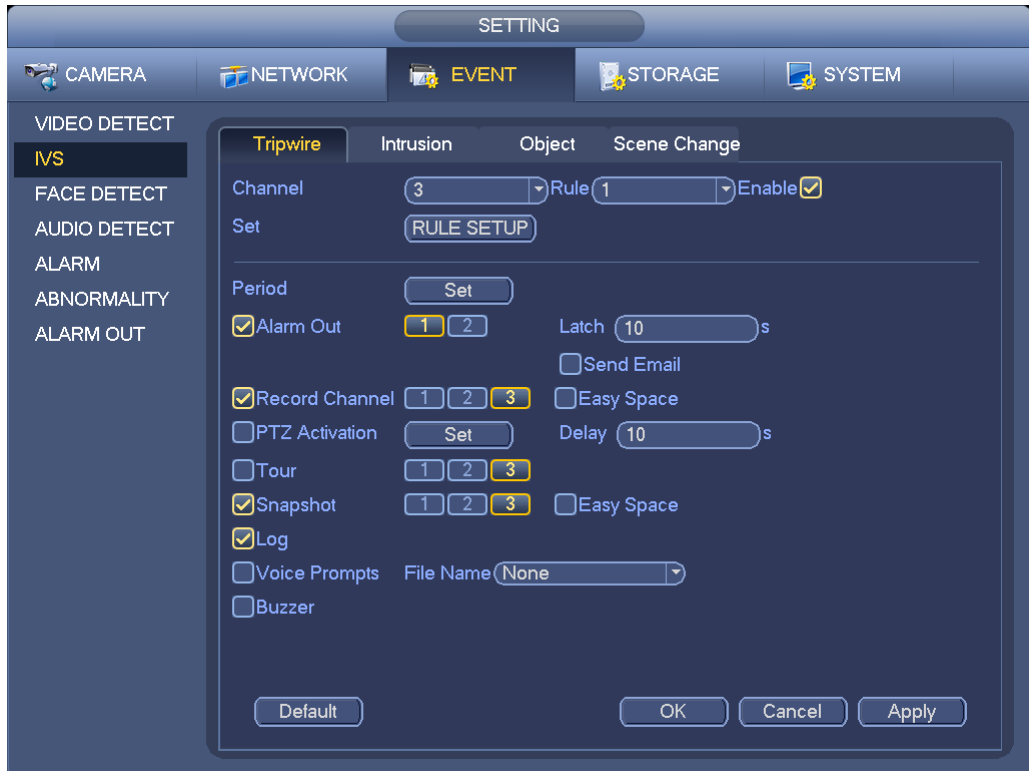 SETTING
CAMERA NETWORK EVENT STORAGE SYSTEM
VIDEO DETECT
IVS
FACE DETECT
AUDIO DETECT
ALARM
ABNORMALITY
ALARM OUT
Tripwire Intrusion Object Scene Change
Channel 3 Rule 1 Enable
Set RULE SETUP
Period Set
Alarm Out 1 2 Latch 10 s
Send Email
Record Channel 1 2 3 Easy Space
PTZ Activation Set Delay 10 s
Tour 1 2 3
Snapshot 1 2 3 Easy Space
Log
Voice Prompts File Name None
Buzzer
Default OK Cancel Apply